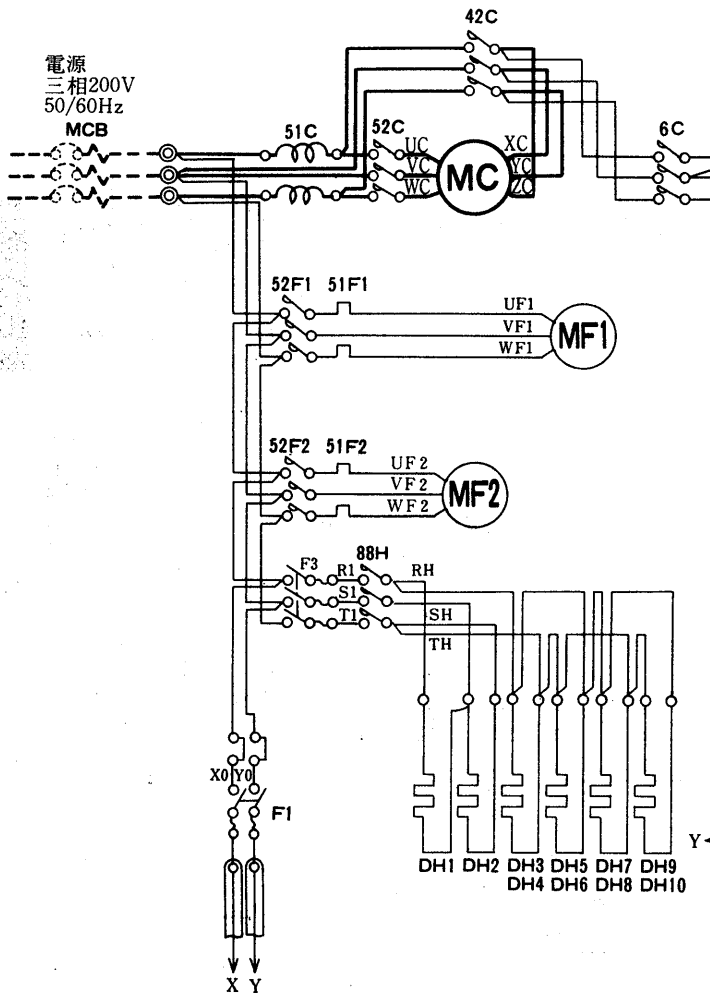 42C
電源
三相200V
50/60Hz
MCB
51C
52C
6C
UC
VC
WC
MC
XC
YC
ZC
52F1
51F1
UF1
VF1
WF1
MF1
52F2
51F2
UF2
VF2
WF2
MF2
F3
R1
88H
RH
S1
SH
T1
TH
X0
Y0
F1
DH1
DH2
DH3
DH4
DH5
DH6
DH7
DH8
DH9
DH10
Y
X
Y